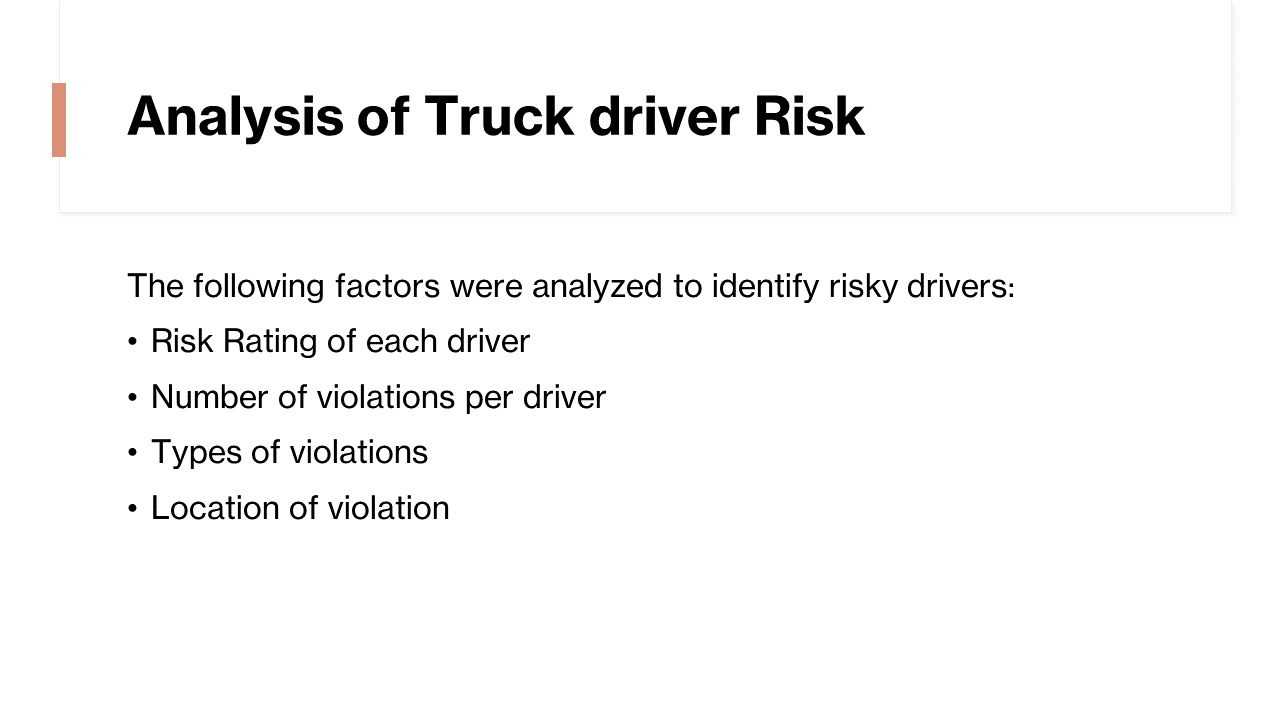 Analysis of Truck driver Risk
The following factors were analyzed to identify risky drivers:
• Risk Rating of each driver
• Number of violations per driver
• Types of violations
• Location of violation